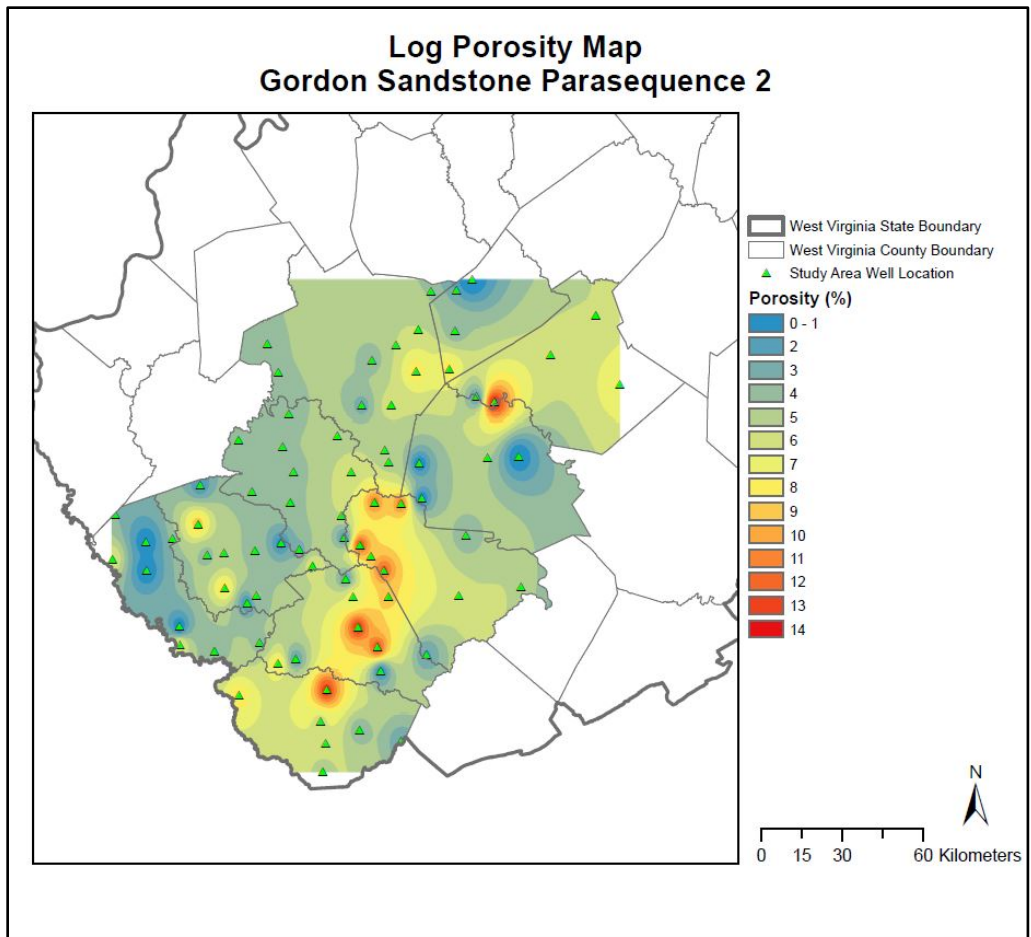 Log Porosity Map
Gordon Sandstone Parasequence 2
West Virginia State Boundary
West Virginia County Boundary
Study Area Well Location
Porosity (%)
0 - 1
2
3
4
5
6
7
8
9
10
11
12
13
14
N
0 15 30 60 Kilometers